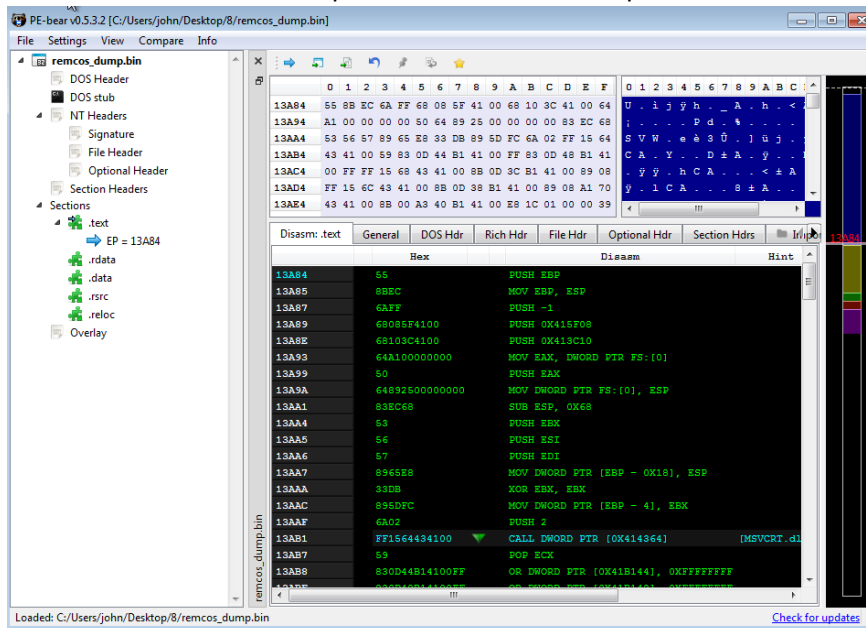 PE-bear v0.5.3.2 [C:/Users/john/Desktop/8/remcos_dump.bin]
File Settings View Compare Info
remcos_dump.bin
DOS Header
DOS stub
NT Headers
Signature
File Header
Optional Header
Section Headers
Sections
.text
EP = 13A84
.rdata
.data
.rsrc
.reloc
Overlay
0 1 2 3 4 5 6 7 8 9 A B C D E F
13A84 55 8B EC 6A FF 68 08 5F 41 00 68 10 3C 41 00 64
13A94 A1 00 00 00 00 50 64 89 25 00 00 00 00 83 EC 68
13AA4 53 56 57 89 65 E8 33 DB 89 5D FC 6A 02 FF 15 64
13AB4 43 41 00 59 83 0D 44 B1 41 00 FF 83 0D 48 B1 41
13AC4 00 FF FF 15 68 43 41 00 8B 0D 3C B1 41 00 89 08
13AD4 FF 15 6C 43 41 00 8B 0D 38 B1 41 00 89 08 A1 70
13AE4 43 41 00 8B 00 A3 40 B1 41 00 E8 1C 01 00 00 39
0 1 2 3 4 5 6 7 8 9 A B C
U . ì j ÿ h . _ A . h . <
¡ . . . . P d . % . . . .
S V W . e è 3 Û . ] ü j .
C A . Y . . D ± A . ÿ .
. ÿ ÿ . h C A . . . < ± A
ÿ . l C A . . . 8 ± A . .
Disasm: .text General DOS Hdr Rich Hdr File Hdr Optional Hdr Section Hdrs
Hex Disasm Hint
13A84 55 PUSH EBP
13A85 8BEC MOV EBP, ESP
13A87 6AFF PUSH -1
13A89 68085F4100 PUSH 0X415F08
13A8E 68103C4100 PUSH 0X413C10
13A93 64A100000000 MOV EAX, DWORD PTR FS:[0]
13A99 50 PUSH EAX
13A9A 64892500000000 MOV DWORD PTR FS:[0], ESP
13AA1 83EC68 SUB ESP, 0X68
13AA4 53 PUSH EBX
13AA5 56 PUSH ESI
13AA6 57 PUSH EDI
13AA7 8965E8 MOV DWORD PTR [EBP - 0X18], ESP
13AAA 33DB XOR EBX, EBX
13AAC 895DFC MOV DWORD PTR [EBP - 4], EBX
13AAF 6A02 PUSH 2
13AB1 FF1564434100 CALL DWORD PTR [0X414364] [MSVCRT.dl
13AB7 59 POP ECX
13AB8 830D44B14100FF OR DWORD PTR [0X41B144], 0XFFFFFFFF
13A84
remcos_dump.bin
Loaded: C:/Users/john/Desktop/8/remcos_dump.bin
Check for updates